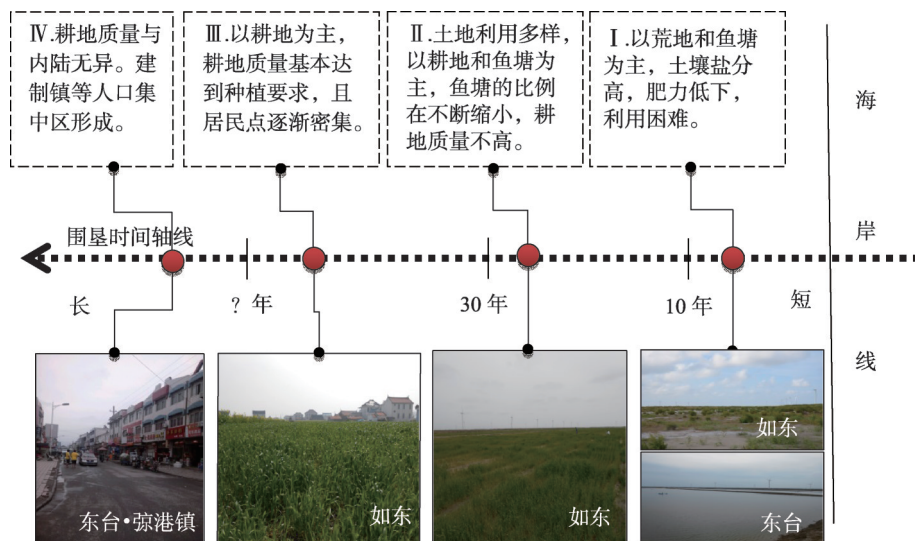 Ⅳ.耕地质量与
内陆无异。建
制镇等人口集
中区形成。
Ⅲ.以耕地为主，
耕地质量基本达
到种植要求，且
居民点逐渐密集。
Ⅱ.土地利用多样，
以耕地和鱼塘为
主，鱼塘的比例
在不断缩小，耕
地质量不高。
Ⅰ.以荒地和鱼塘
为主，土壤盐分
高，肥力低下，
利用困难。
海
岸
线
围垦时间轴线
长
？年
30年
10年
短
东台·弶港镇
如东
如东
如东
东台